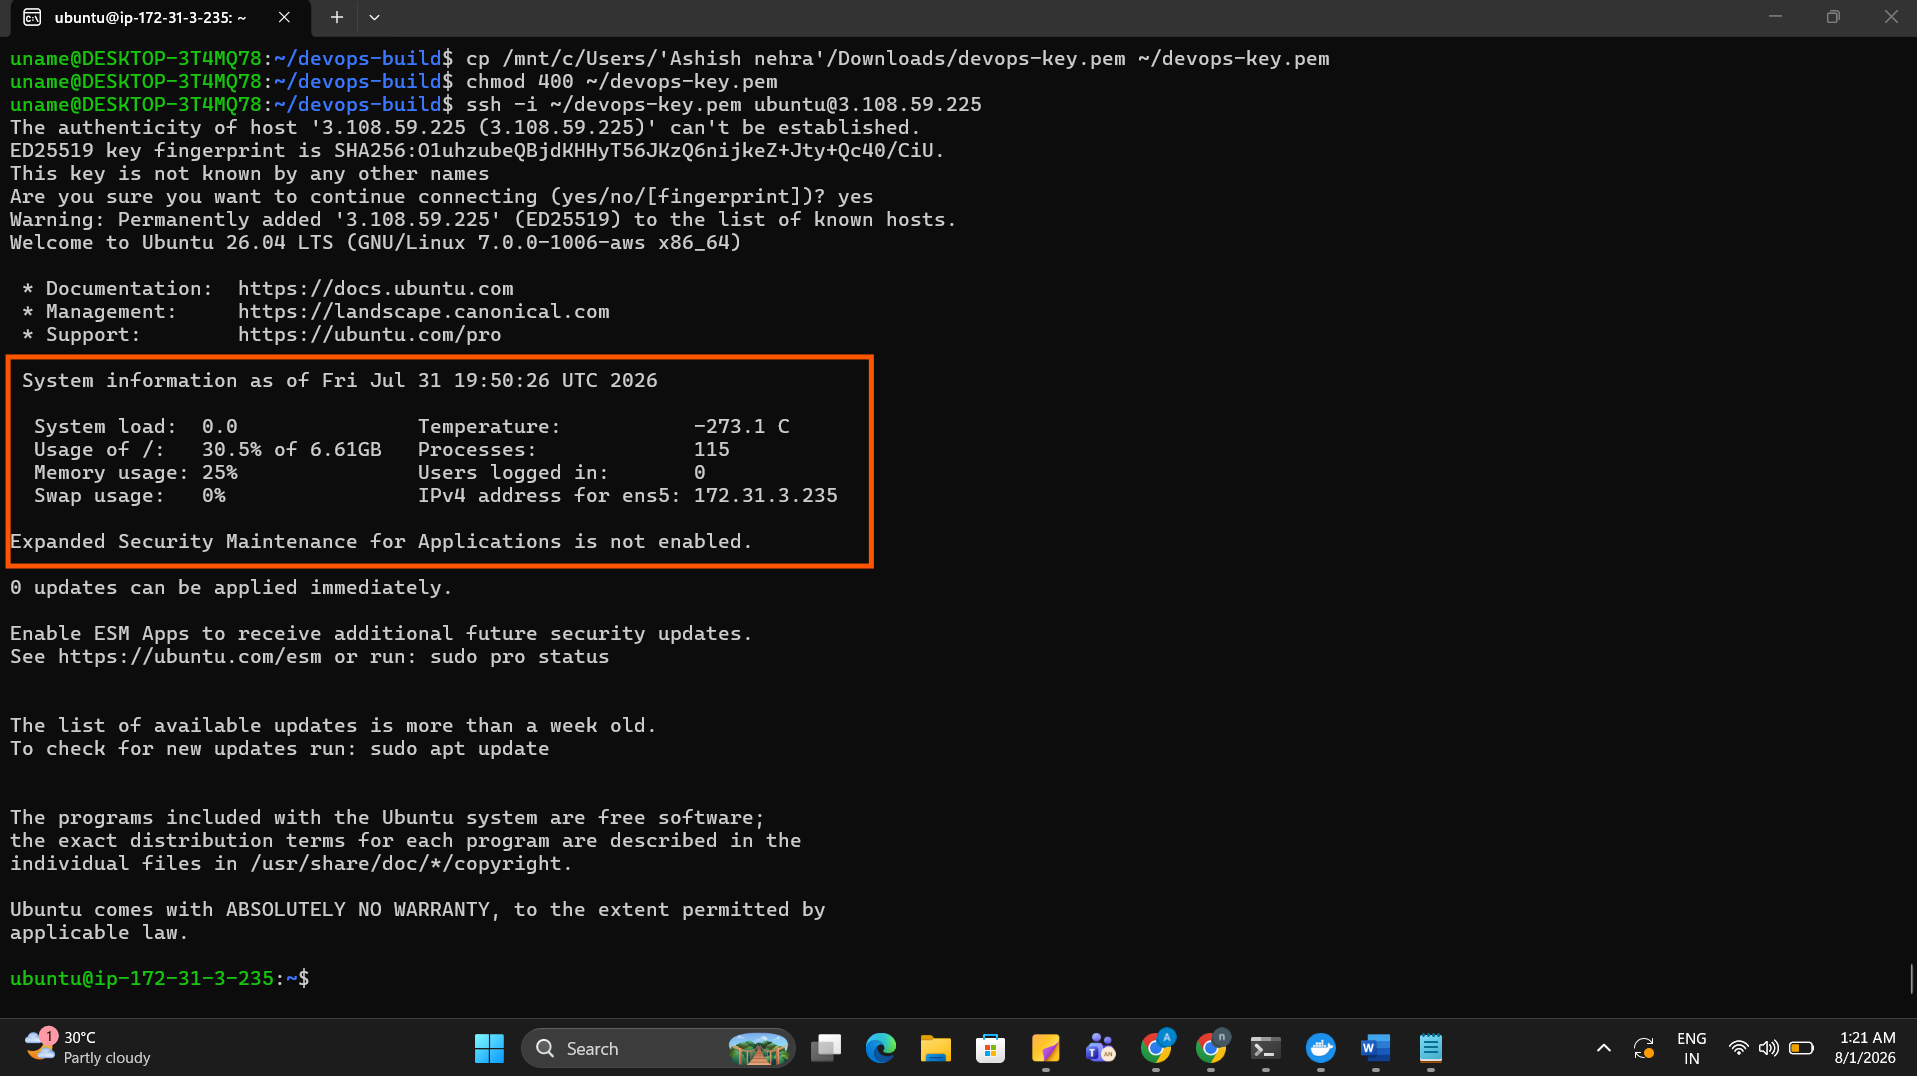 ubuntu@ip-172-31-3-235: ~
uname@DESKTOP-3T4MQ78:~/devops-build$ cp /mnt/c/Users/'Ashish nehra'/Downloads/devops-key.pem ~/devops-key.pem
uname@DESKTOP-3T4MQ78:~/devops-build$ chmod 400 ~/devops-key.pem
uname@DESKTOP-3T4MQ78:~/devops-build$ ssh -i ~/devops-key.pem ubuntu@3.108.59.225
The authenticity of host '3.108.59.225 (3.108.59.225)' can't be established.
ED25519 key fingerprint is SHA256:O1uhzubeQBjdKHHyT56JKzQ6nijkeZ+Jty+Qc40/CiU.
This key is not known by any other names
Are you sure you want to continue connecting (yes/no/[fingerprint])? yes
Warning: Permanently added '3.108.59.225' (ED25519) to the list of known hosts.
Welcome to Ubuntu 26.04 LTS (GNU/Linux 7.0.0-1006-aws x86_64)
* Documentation:  https://docs.ubuntu.com
* Management:     https://landscape.canonical.com
* Support:        https://ubuntu.com/pro
System information as of Fri Jul 31 19:50:26 UTC 2026
System load:  0.0               Temperature:           -273.1 C
Usage of /:   30.5% of 6.61GB   Processes:             115
Memory usage: 25%               Users logged in:       0
Swap usage:   0%                IPv4 address for ens5: 172.31.3.235
Expanded Security Maintenance for Applications is not enabled.
0 updates can be applied immediately.
Enable ESM Apps to receive additional future security updates.
See https://ubuntu.com/esm or run: sudo pro status
The list of available updates is more than a week old.
To check for new updates run: sudo apt update
The programs included with the Ubuntu system are free software;
the exact distribution terms for each program are described in the
individual files in /usr/share/doc/*/copyright.
Ubuntu comes with ABSOLUTELY NO WARRANTY, to the extent permitted by
applicable law.
ubuntu@ip-172-31-3-235:~$
1
30°C
Partly cloudy
Search
A
n
ENG
IN
1:21 AM
8/1/2026